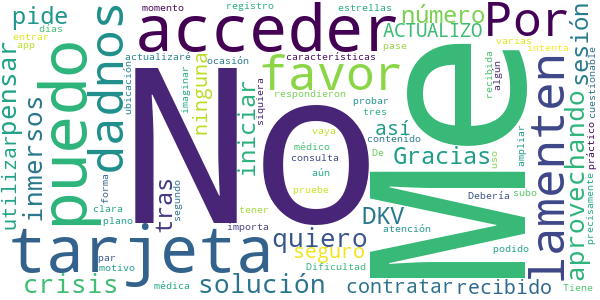 momento registro estrellas
pide acceder Por número
entrar días dadnos ACTUALIZO varias
app actualizaré características pase intenta
puedo No favor Me
pensar ubicación ocasión ninguna imaginar respondieron recibida algun sesión
utilizar inmersos iniciar siquiera probar tres así contenido ampliar cuestionable
médico vaya De Gracias uso práctico
consulta aún
lamenten aprovechando
forma tras segundo pruebe Debería
clara tener DKV subo
plano importa atención precisamente
tarjeta quiero podido
par seguro
motivo Dificultad
crisis médica solución contratar recibido Tiene